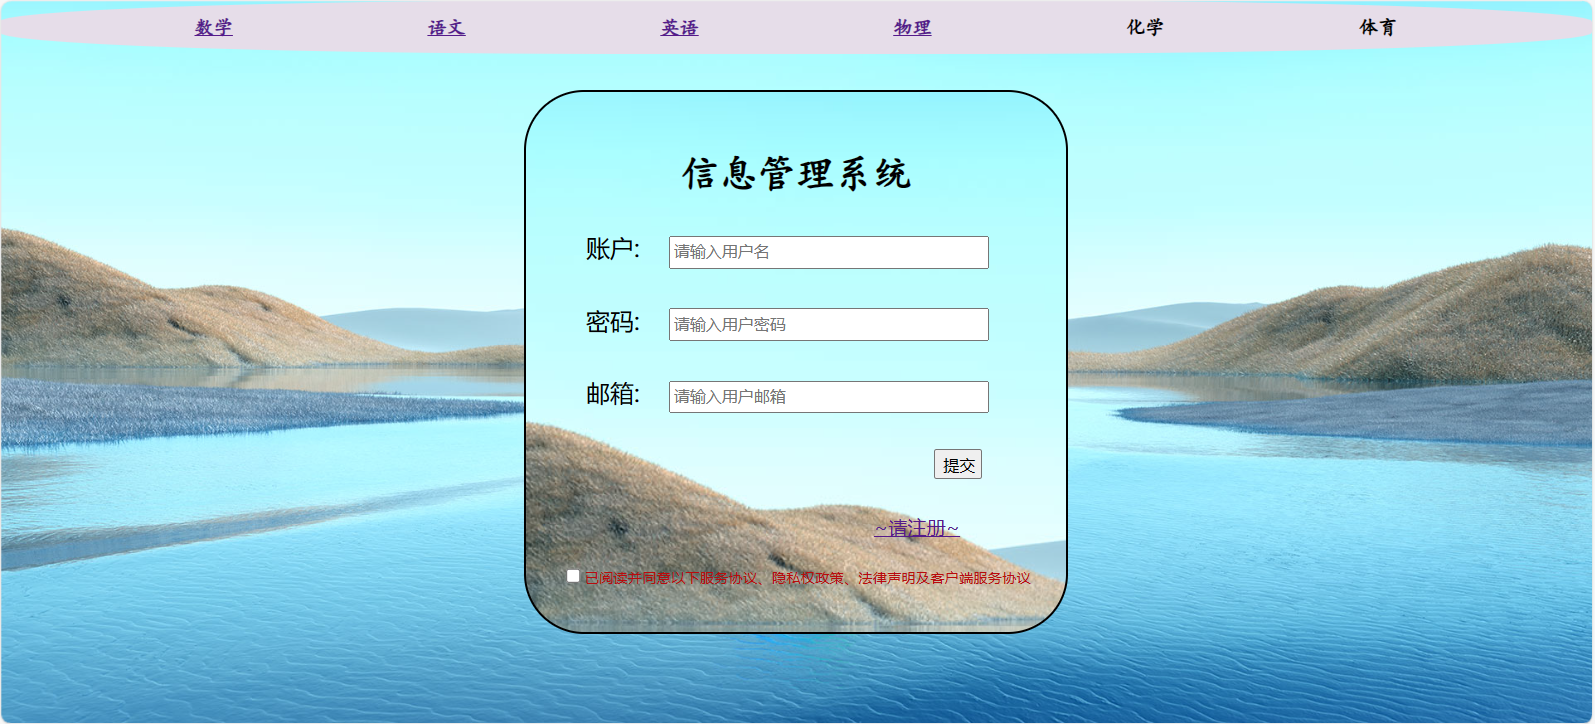 数学 语文 英语 物理 化学 体育
信息管理系统
账户: 请输入用户名
密码: 请输入用户密码
邮箱: 请输入用户邮箱
提交
~请注册~
已阅读并同意以下服务协议、隐私权政策、法律声明及客户端服务协议